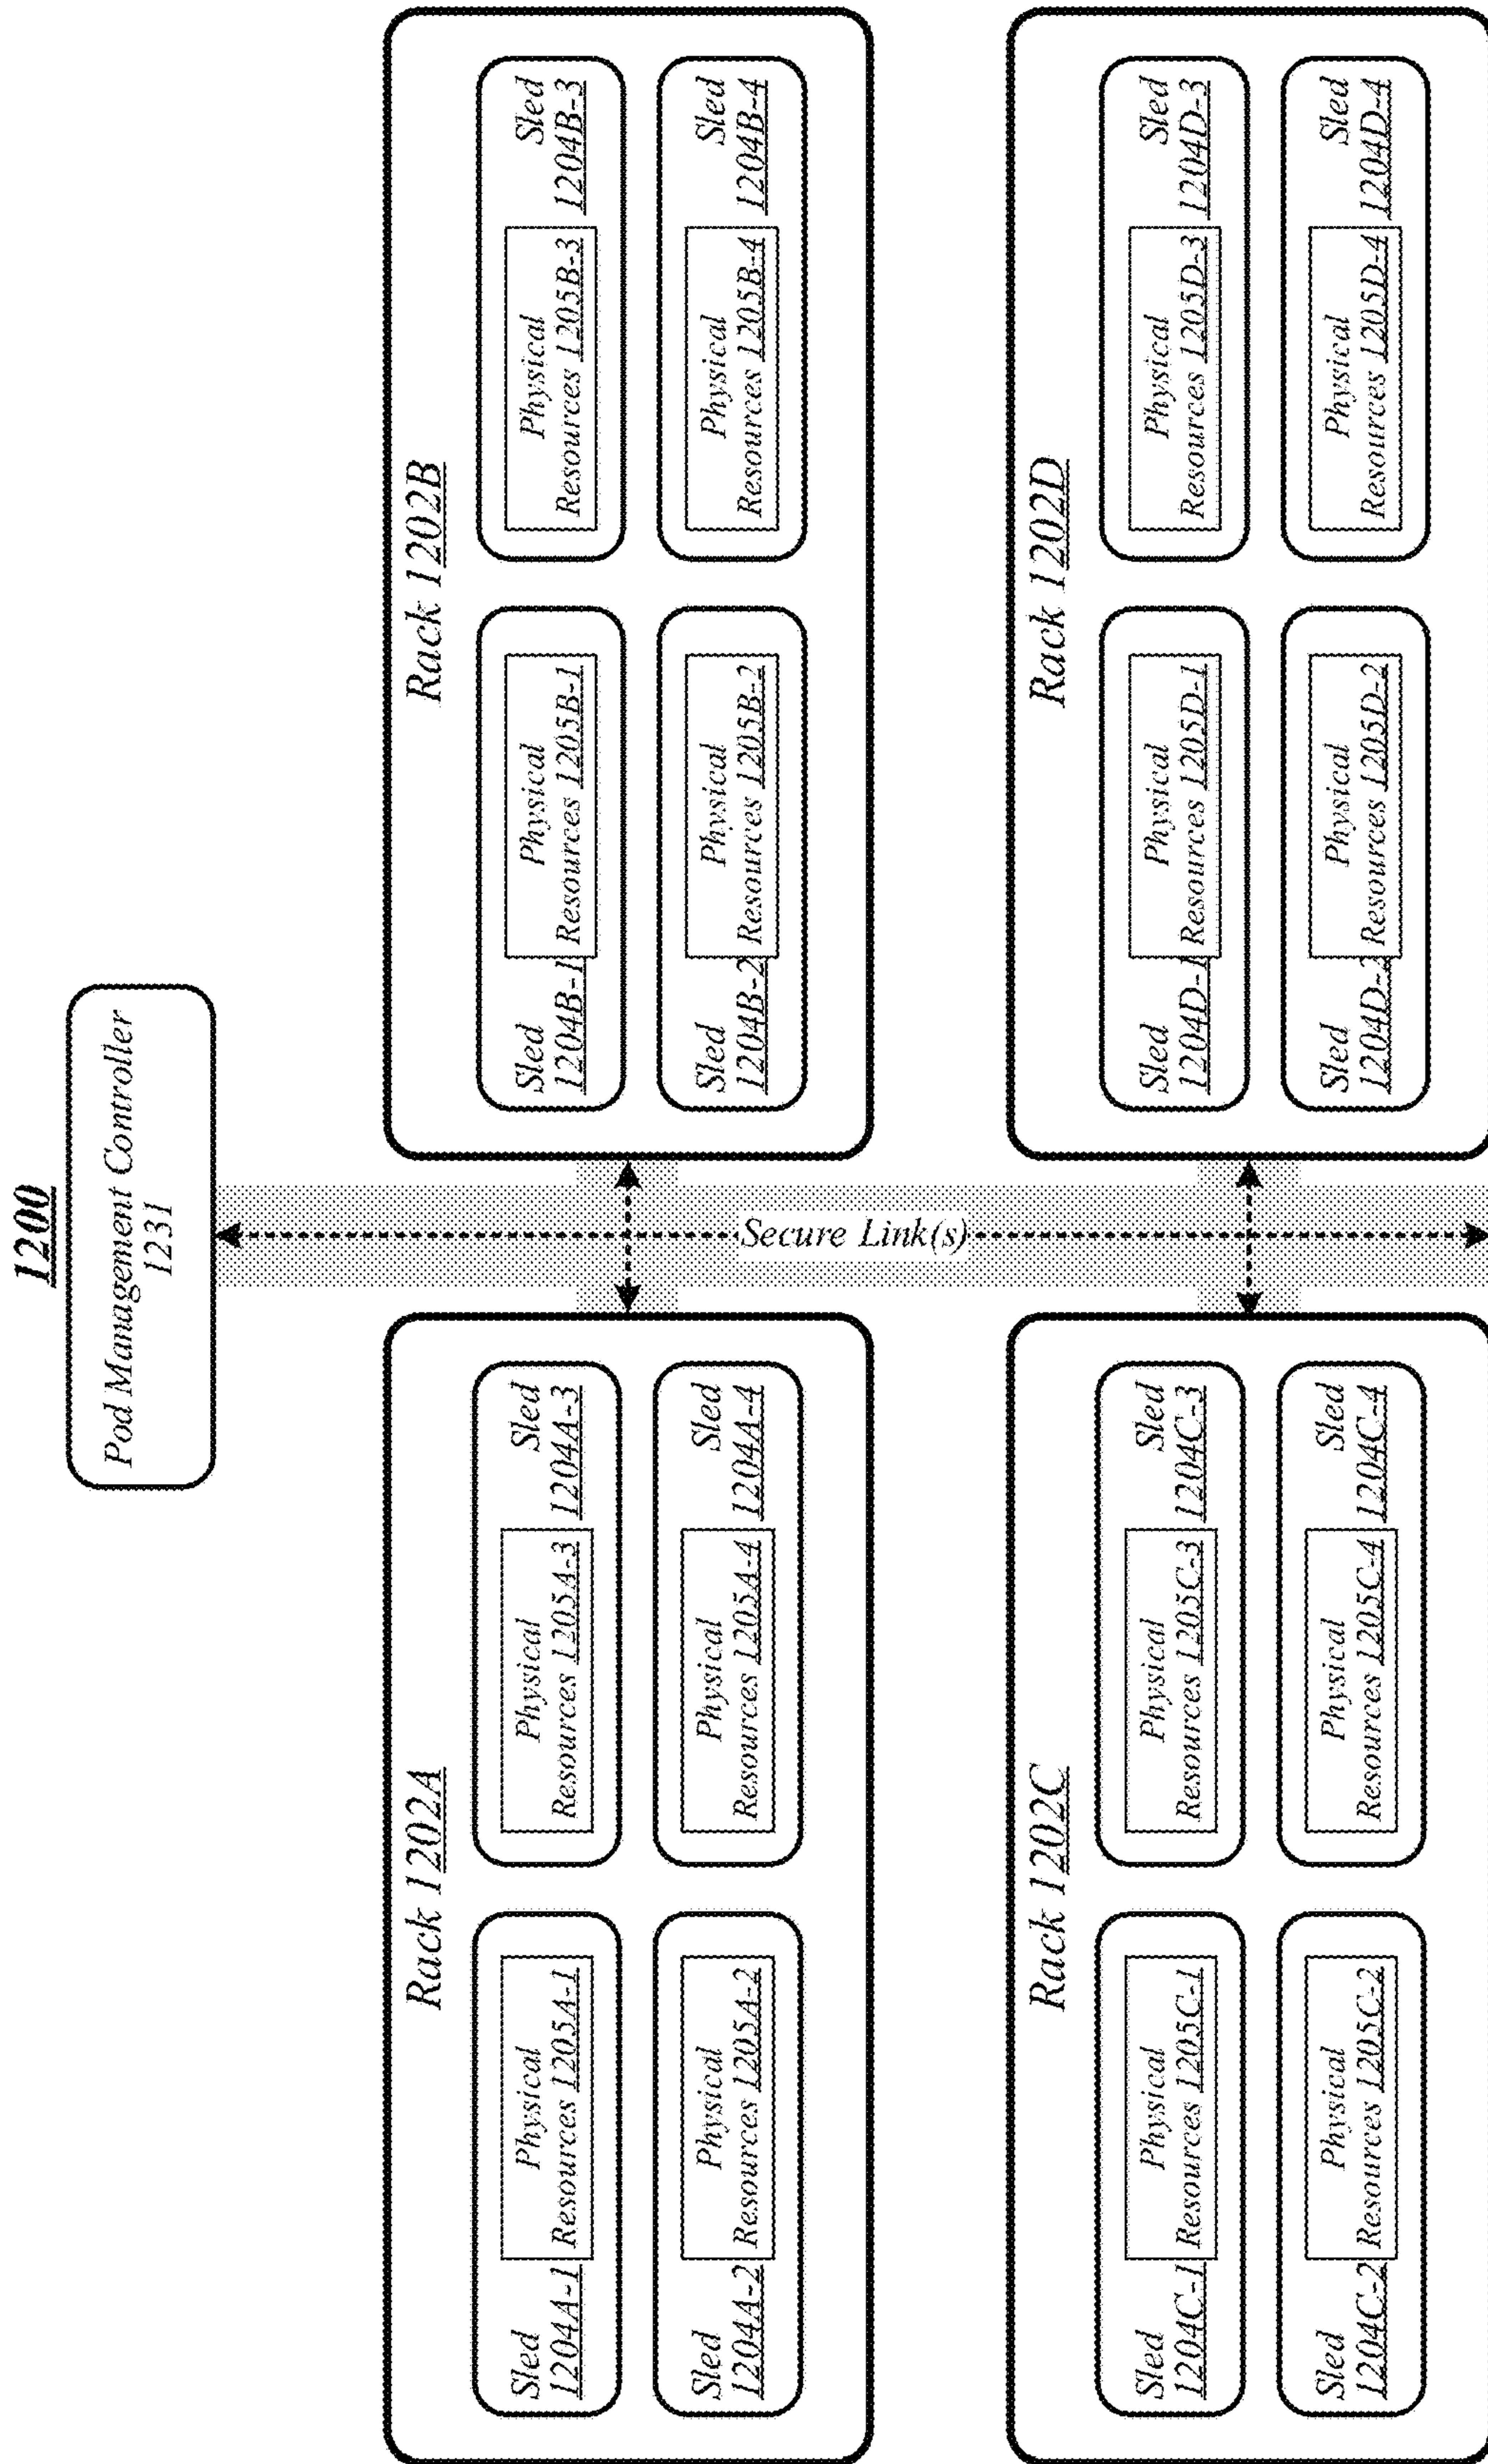 1200
Pod Management Controller
1231
Rack 1202A
Sled
1204A-1
Physical
Resources 1205A-1
Physical
Resources 1205A-3
Sled
1204A-3
Sled
1204A-2
Physical
Resources 1205A-2
Physical
Resources 1205A-4
Sled
1204A-4
Rack 1202B
Sled
1204B-1
Physical
Resources 1205B-1
Physical
Resources 1205B-3
Sled
1204B-3
Sled
1204B-2
Physical
Resources 1205B-2
Physical
Resources 1205B-4
Sled
1204B-4
Secure Link(s)
Rack 1202C
Sled
1204C-1
Physical
Resources 1205C-1
Physical
Resources 1205C-3
Sled
1204C-3
Sled
1204C-2
Physical
Resources 1205C-2
Physical
Resources 1205C-4
Sled
1204C-4
Rack 1202D
Sled
1204D-1
Physical
Resources 1205D-1
Physical
Resources 1205D-3
Sled
1204D-3
Sled
1204D-2
Physical
Resources 1205D-2
Physical
Resources 1205D-4
Sled
1204D-4